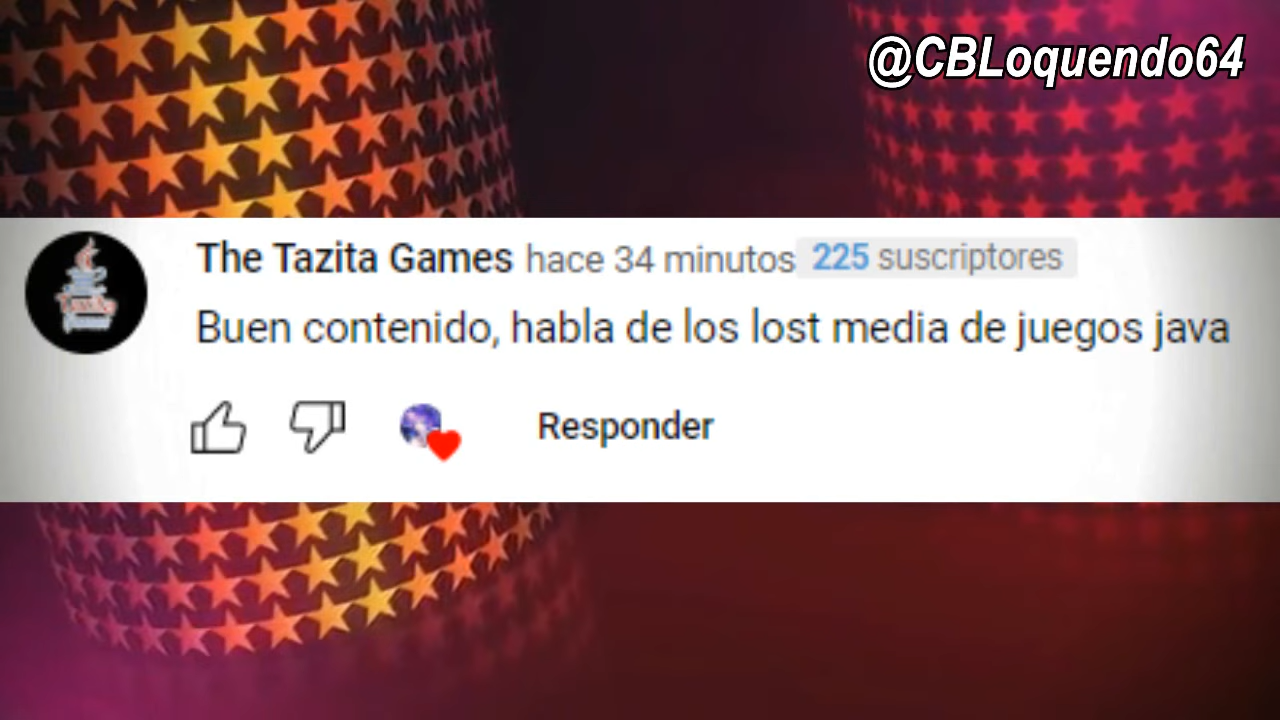 @CBLoquendo64
The Tazita Games hace 34 minutos 225 suscriptores
Buen contenido, habla de los lost media de juegos java
Responder